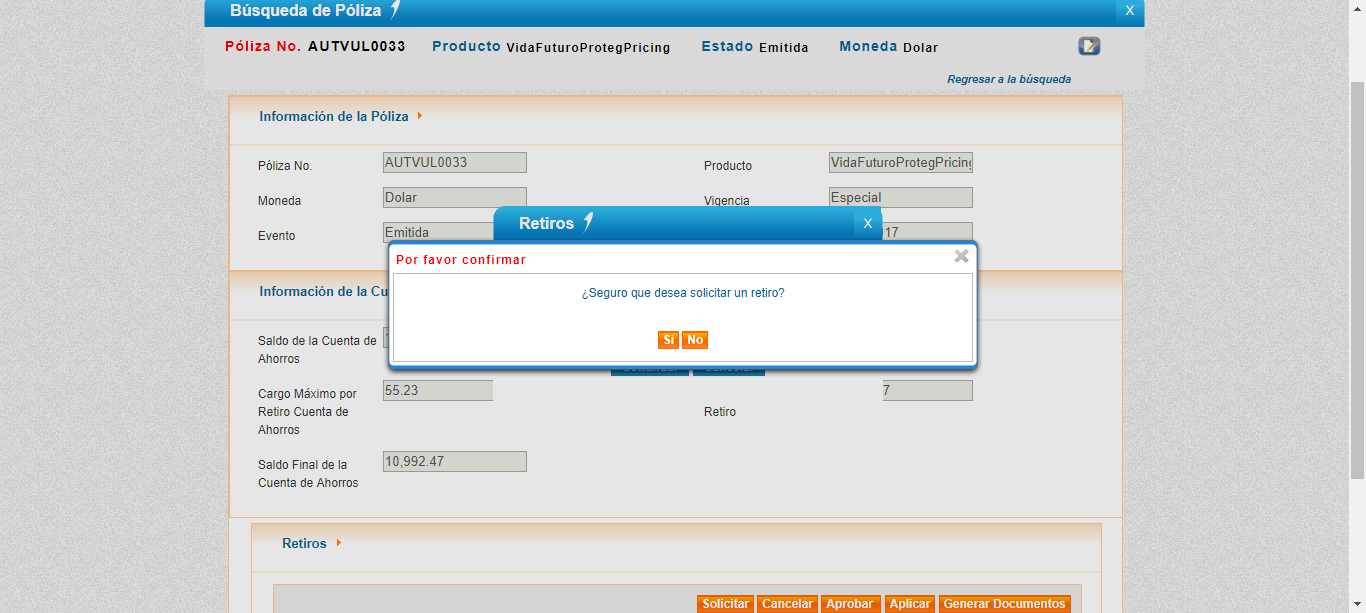 Búsqueda de Póliza X
Póliza No. AUTVUL0033 Producto VidaFuturoProtegPricing Estado Emitida Moneda Dolar
Regresar a la búsqueda
Información de la Póliza
Póliza No. AUTVUL0033 Producto VidaFuturoProtegPricing
Moneda Dolar Vigencia Especial
Retiros X
Evento Emitida 17
Por favor confirmar
Información de la Cu
¿Seguro que desea solicitar un retiro?
Si No
Saldo de la Cuenta de
Ahorros
Cargo Máximo por
Retiro Cuenta de
Ahorros
55.23
Retiro
7
Saldo Final de la
Cuenta de Ahorros
10,992.47
Retiros
Solicitar Cancelar Aprobar Aplicar Generar Documentos